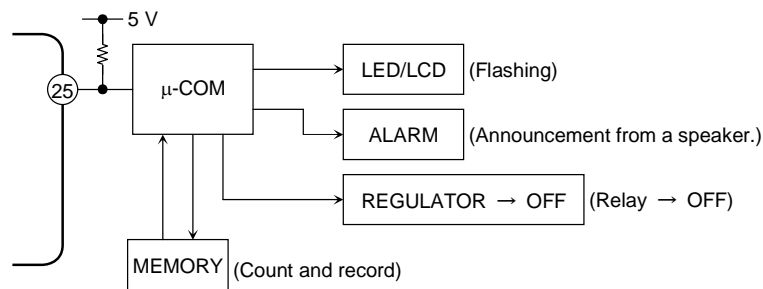 5 V
25
μ-COM
LED/LCD (Flashing)
ALARM (Announcement from a speaker.)
REGULATOR → OFF (Relay → OFF)
MEMORY (Count and record)